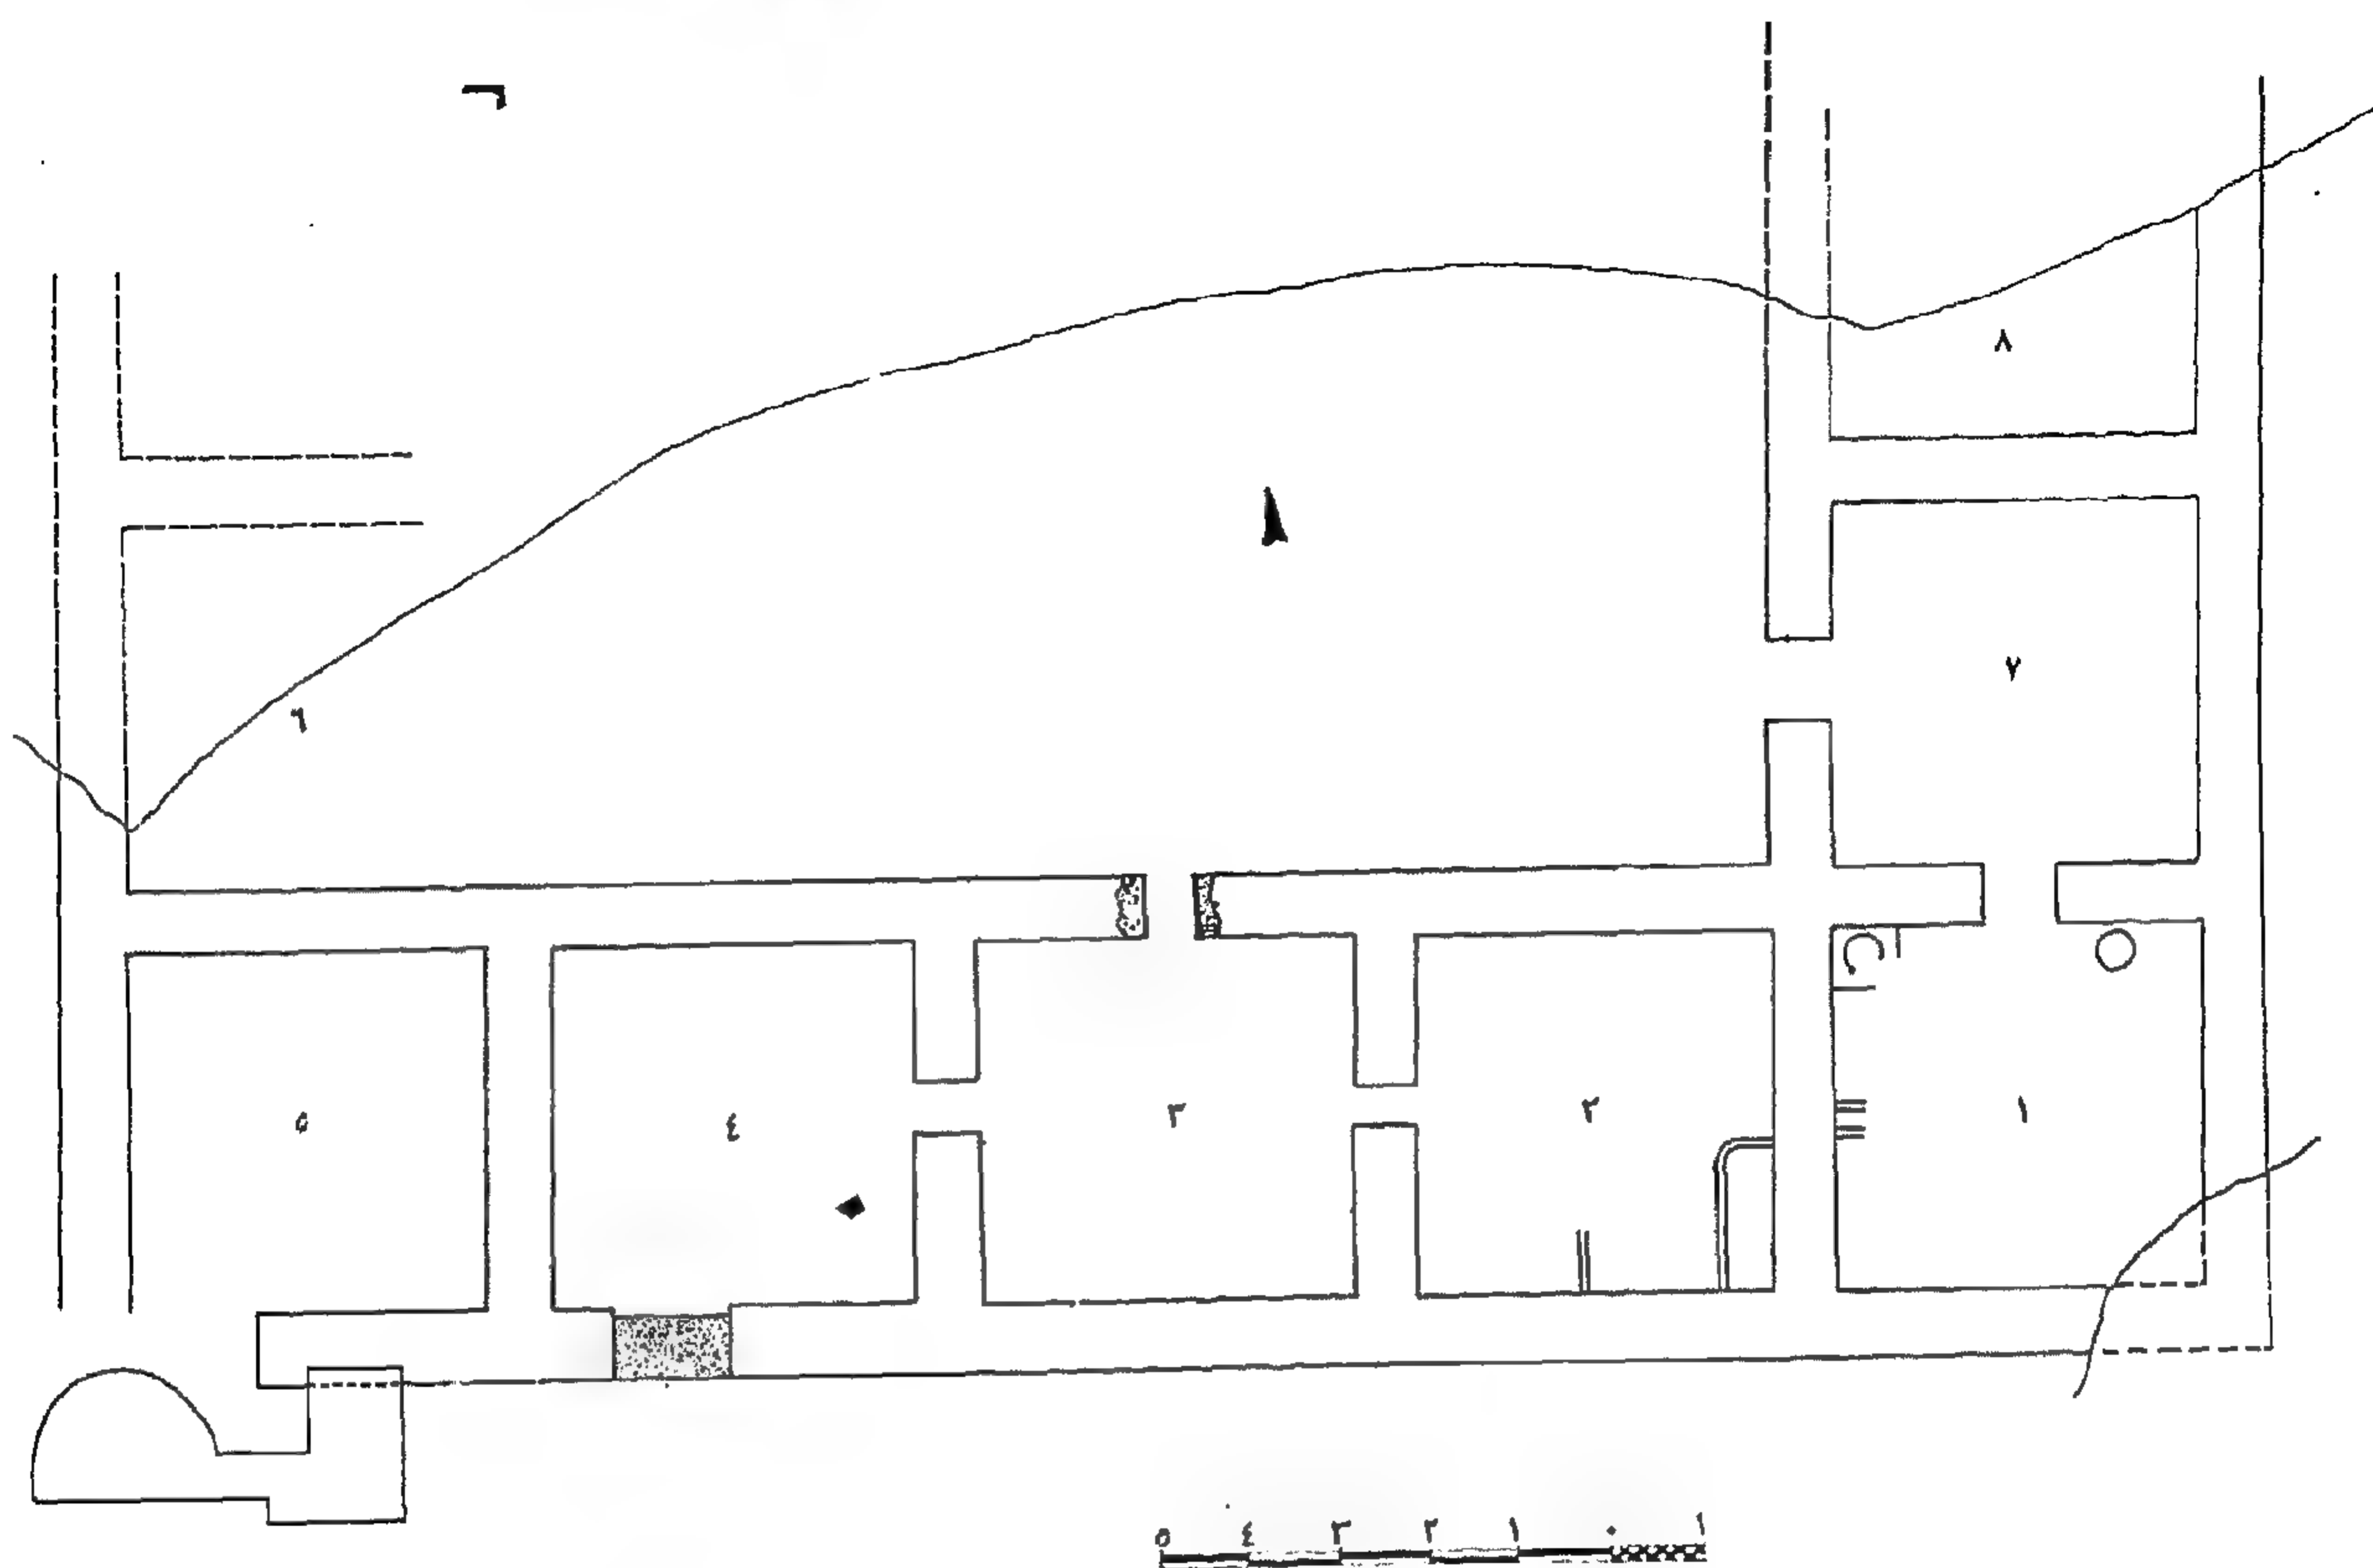 ٨
٧
٦
٥ ٤ ٣ ٢ ١
٥ ٤ ٣ ٢ ١ ٠ ١